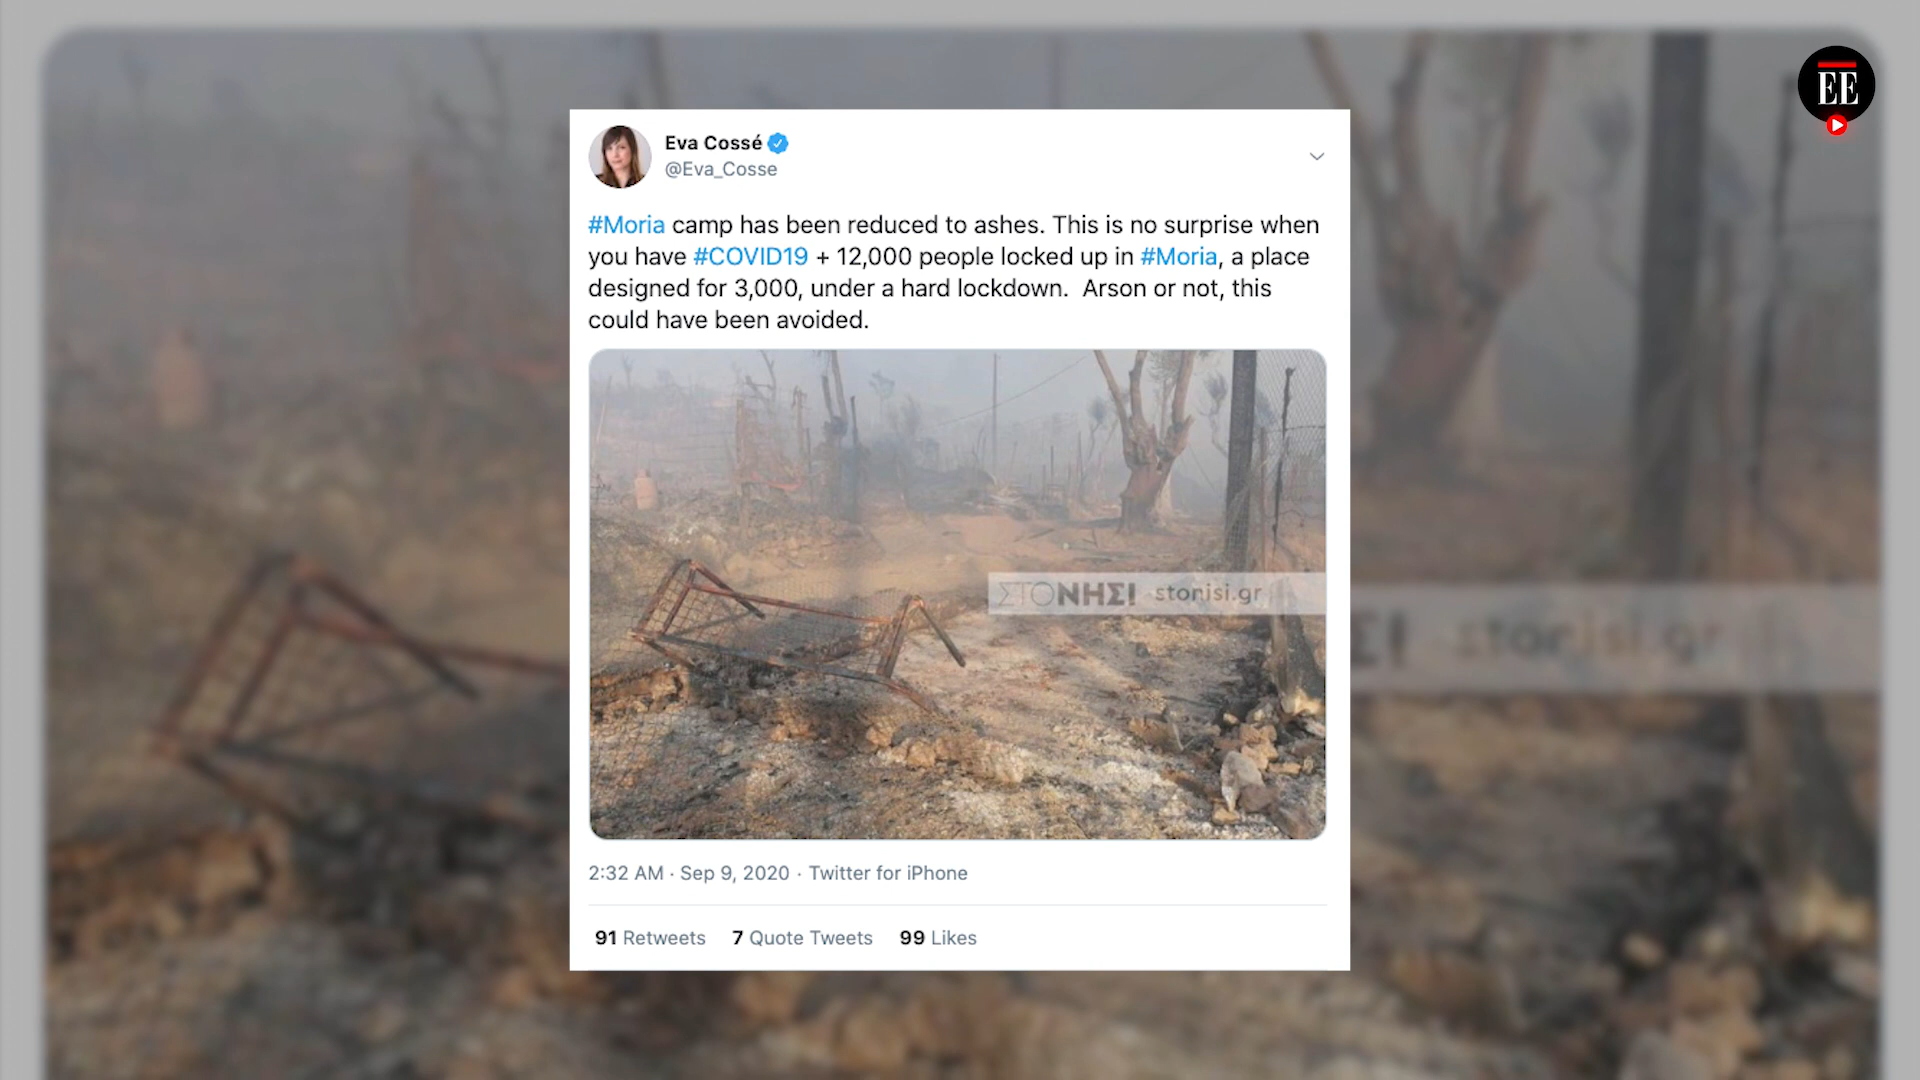 EE
Eva Cossé
@Eva_Cosse
#Moria camp has been reduced to ashes. This is no surprise when
you have #COVID19 + 12,000 people locked up in #Moria, a place
designed for 3,000, under a hard lockdown.  Arson or not, this
could have been avoided.
ΣΤΟΝΗΣΙ stonisi.gr
Σ! stonisi.gr
2:32 AM · Sep 9, 2020 · Twitter for iPhone
91 Retweets 7 Quote Tweets 99 Likes